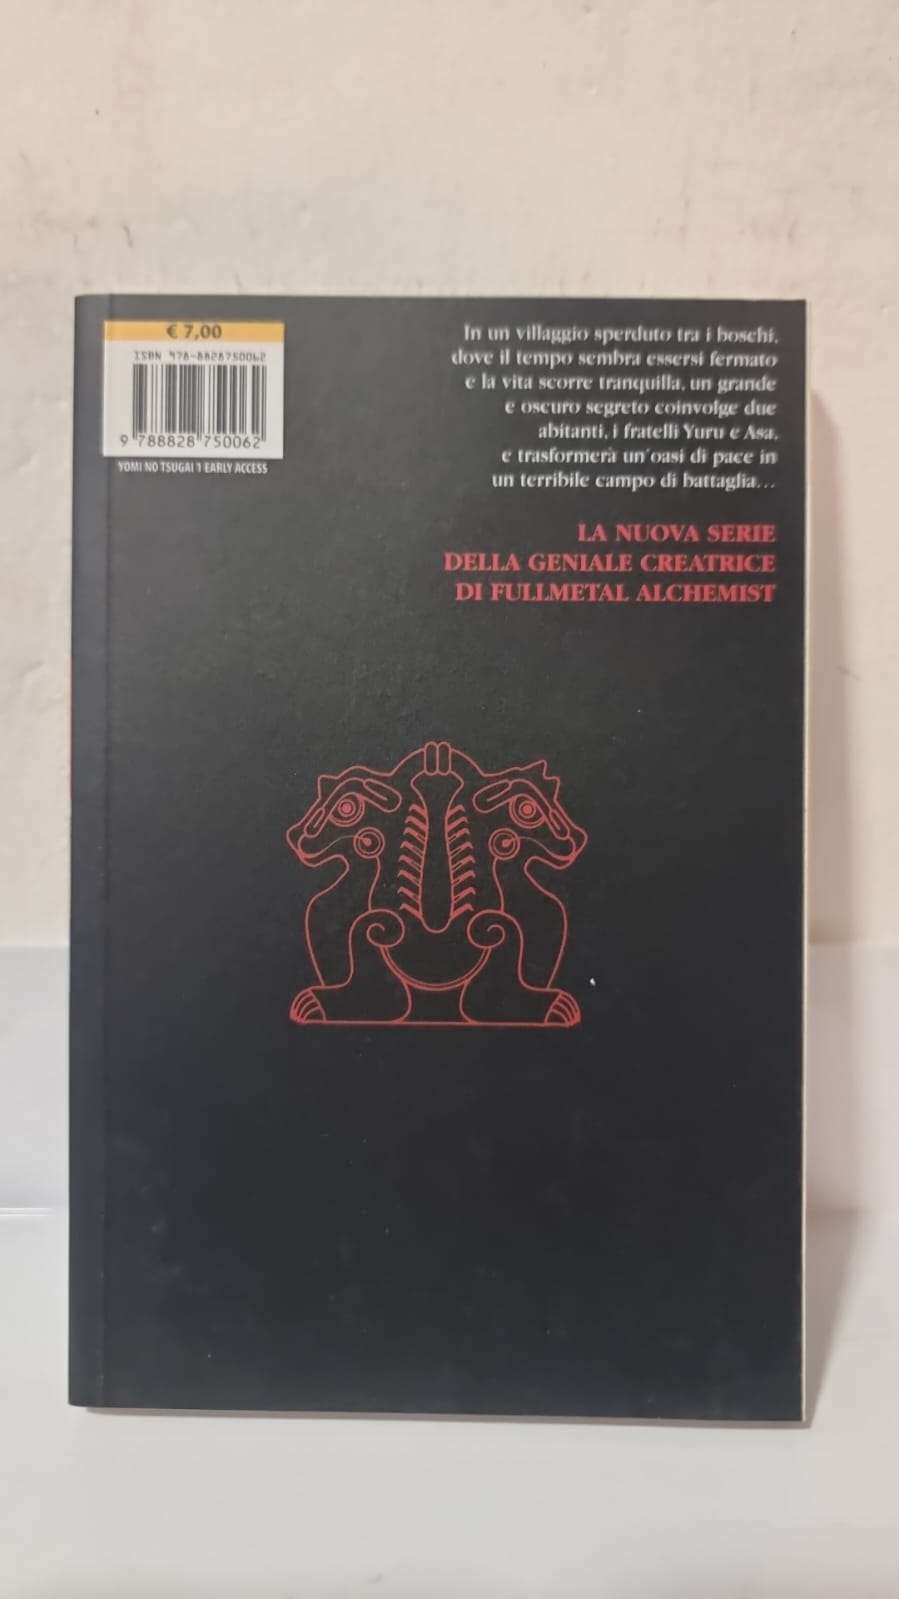 € 7,00
ISBN 978-8828750062
9 788828 750062
YOMI NO TSUGAI 1 EARLY ACCESS
In un villaggio sperduto tra i boschi,
dove il tempo sembra essersi fermato
e la vita scorre tranquilla, un grande
e oscuro segreto coinvolge due
abitanti, i fratelli Yuru e Asa,
e trasformerà un'oasi di pace in
un terribile campo di battaglia...
LA NUOVA SERIE
DELLA GENIALE CREATRICE
DI FULLMETAL ALCHEMIST